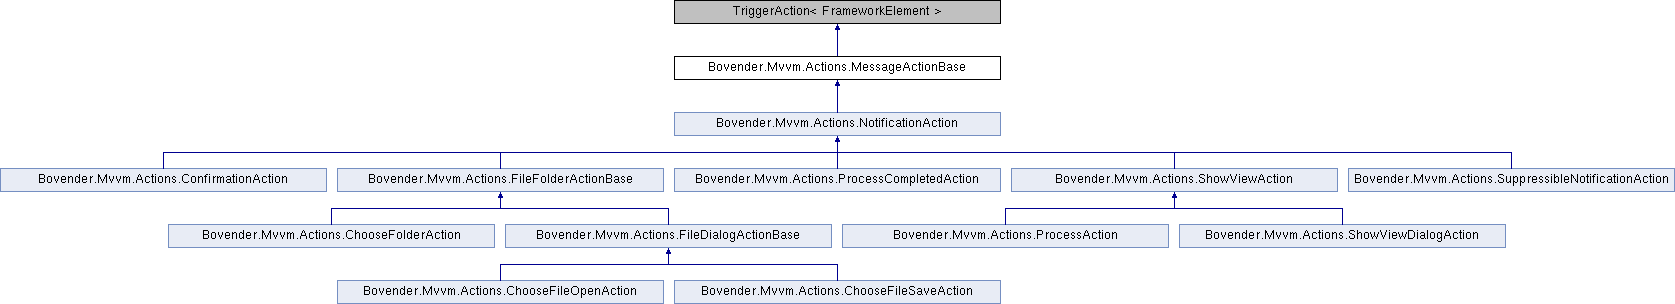 TriggerAction< FrameworkElement >
Bovender.Mvvm.Actions.MessageActionBase
Bovender.Mvvm.Actions.NotificationAction
Bovender.Mvvm.Actions.ConfirmationAction
Bovender.Mvvm.Actions.FileFolderActionBase
Bovender.Mvvm.Actions.ProcessCompletedAction
Bovender.Mvvm.Actions.ShowViewAction
Bovender.Mvvm.Actions.SuppressibleNotificationAction
Bovender.Mvvm.Actions.ChooseFolderAction
Bovender.Mvvm.Actions.FileDialogActionBase
Bovender.Mvvm.Actions.ProcessAction
Bovender.Mvvm.Actions.ShowViewDialogAction
Bovender.Mvvm.Actions.ChooseFileOpenAction
Bovender.Mvvm.Actions.ChooseFileSaveAction